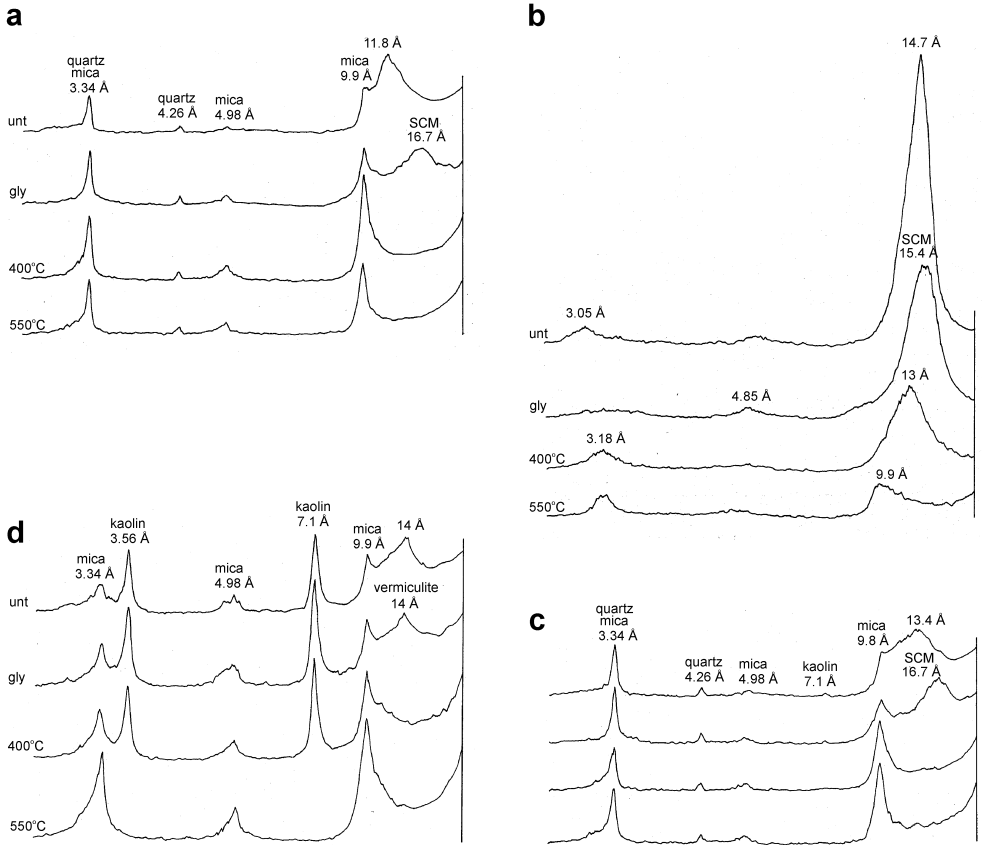 a
11.8 Å
quartz
mica
3.34 Å
mica
9.9 Å
quartz
4.26 Å
mica
4.98 Å
unt
SCM
16.7 Å
gly
400°C
550°C
b
14.7 Å
SCM
15.4 Å
3.05 Å
unt
13 Å
4.85 Å
gly
3.18 Å
400°C
9.9 Å
550°C
d
kaolin
3.56 Å
kaolin
7.1 Å
mica
9.9 Å
14 Å
mica
3.34 Å
mica
4.98 Å
unt
vermiculite
14 Å
gly
400°C
550°C
c
quartz
mica
3.34 Å
mica
9.8 Å
13.4 Å
quartz
4.26 Å
mica
4.98 Å
kaolin
7.1 Å
SCM
16.7 Å